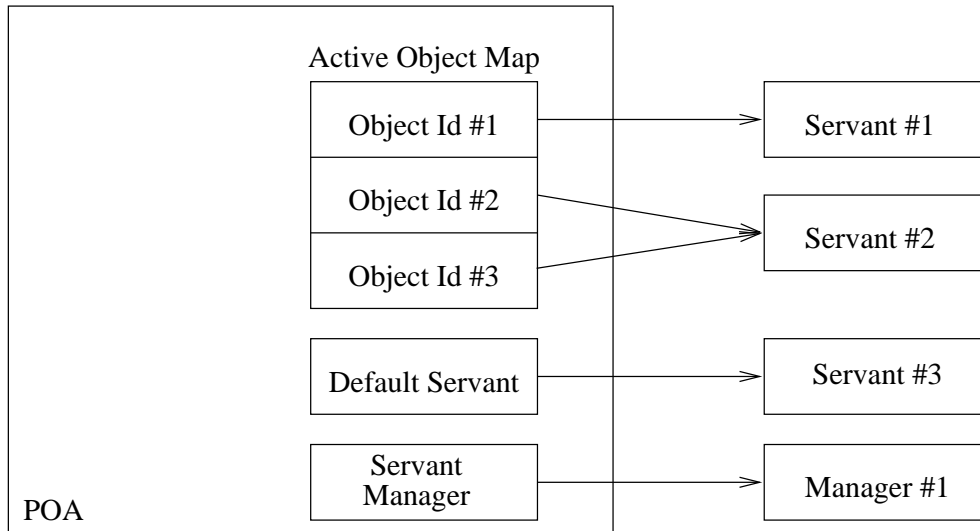 Active Object Map
Object Id #1
Servant #1
Object Id #2
Servant #2
Object Id #3
Default Servant
Servant #3
Servant
Manager
Manager #1
POA